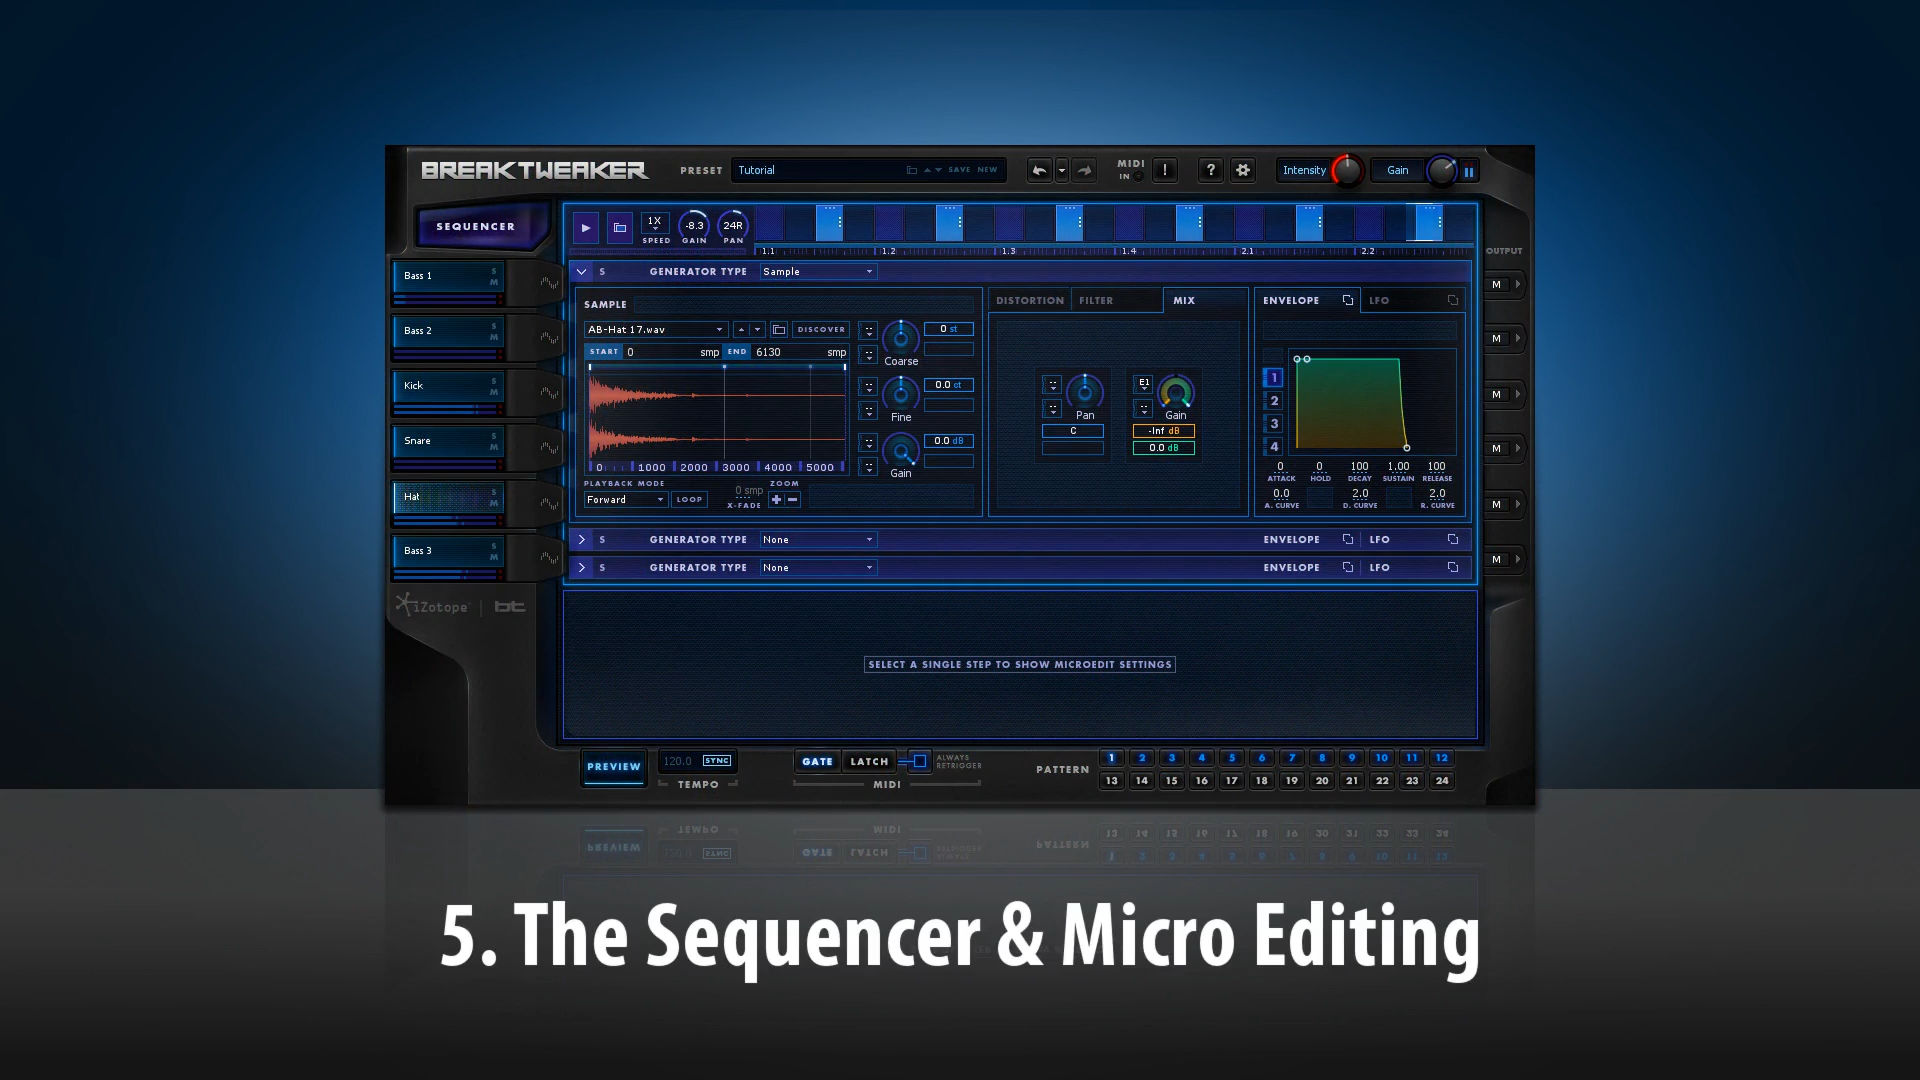 BREAKTWEAKER PRESET Tutorial SAVE NEW MIDI IN ! ? Intensity Gain
SEQUENCER
1X SPEED -8.3 GAIN 24R PAN
1.1 1.2 1.3 1.4 2.1 2.2
OUTPUT
Bass 1 S M
Bass 2 S M
Kick S M
Snare S M
Hat S M
Bass 3 S M
iZotope | bt
S GENERATOR TYPE Sample
SAMPLE
AB-Hat 17.wav DISCOVER
START 0 smp END 6130 smp
0 1000 2000 3000 4000 5000
PLAYBACK MODE
Forward LOOP
0 smp
X-FADE
ZOOM
0 st
Coarse
0.0 ct
Fine
0.0 dB
Gain
DISTORTION FILTER MIX
Pan
C
E1
Gain
-Inf dB
0.0 dB
ENVELOPE LFO
1
2
3
4
0 0 100 1.00 100
ATTACK HOLD DECAY SUSTAIN RELEASE
0.0 2.0 2.0
A. CURVE D. CURVE R. CURVE
M
M
M
M
M
M
S GENERATOR TYPE None ENVELOPE LFO
S GENERATOR TYPE None ENVELOPE LFO
SELECT A SINGLE STEP TO SHOW MICROEDIT SETTINGS
PREVIEW
120.0 SYNC
TEMPO
GATE LATCH ALWAYS RETRIGGER
MIDI
PATTERN
1 2 3 4 5 6 7 8 9 10 11 12
13 14 15 16 17 18 19 20 21 22 23 24
5. The Sequencer & Micro Editing